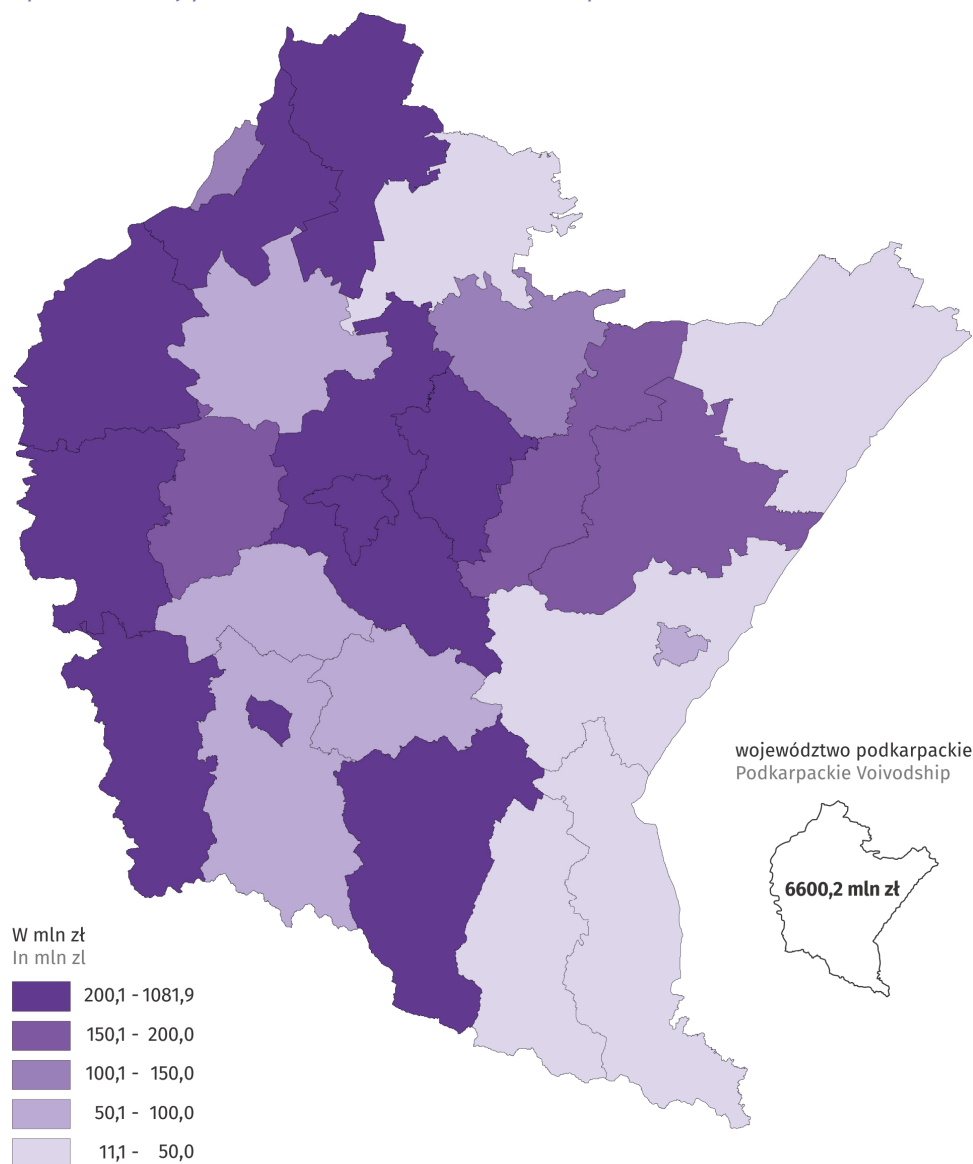 województwo podkarpackie
Podkarpackie Voivodship
6600,2 mln zł
W mln zł
In mln zl
200,1 - 1081,9
150,1 - 200,0
100,1 - 150,0
50,1 - 100,0
11,1 - 50,0